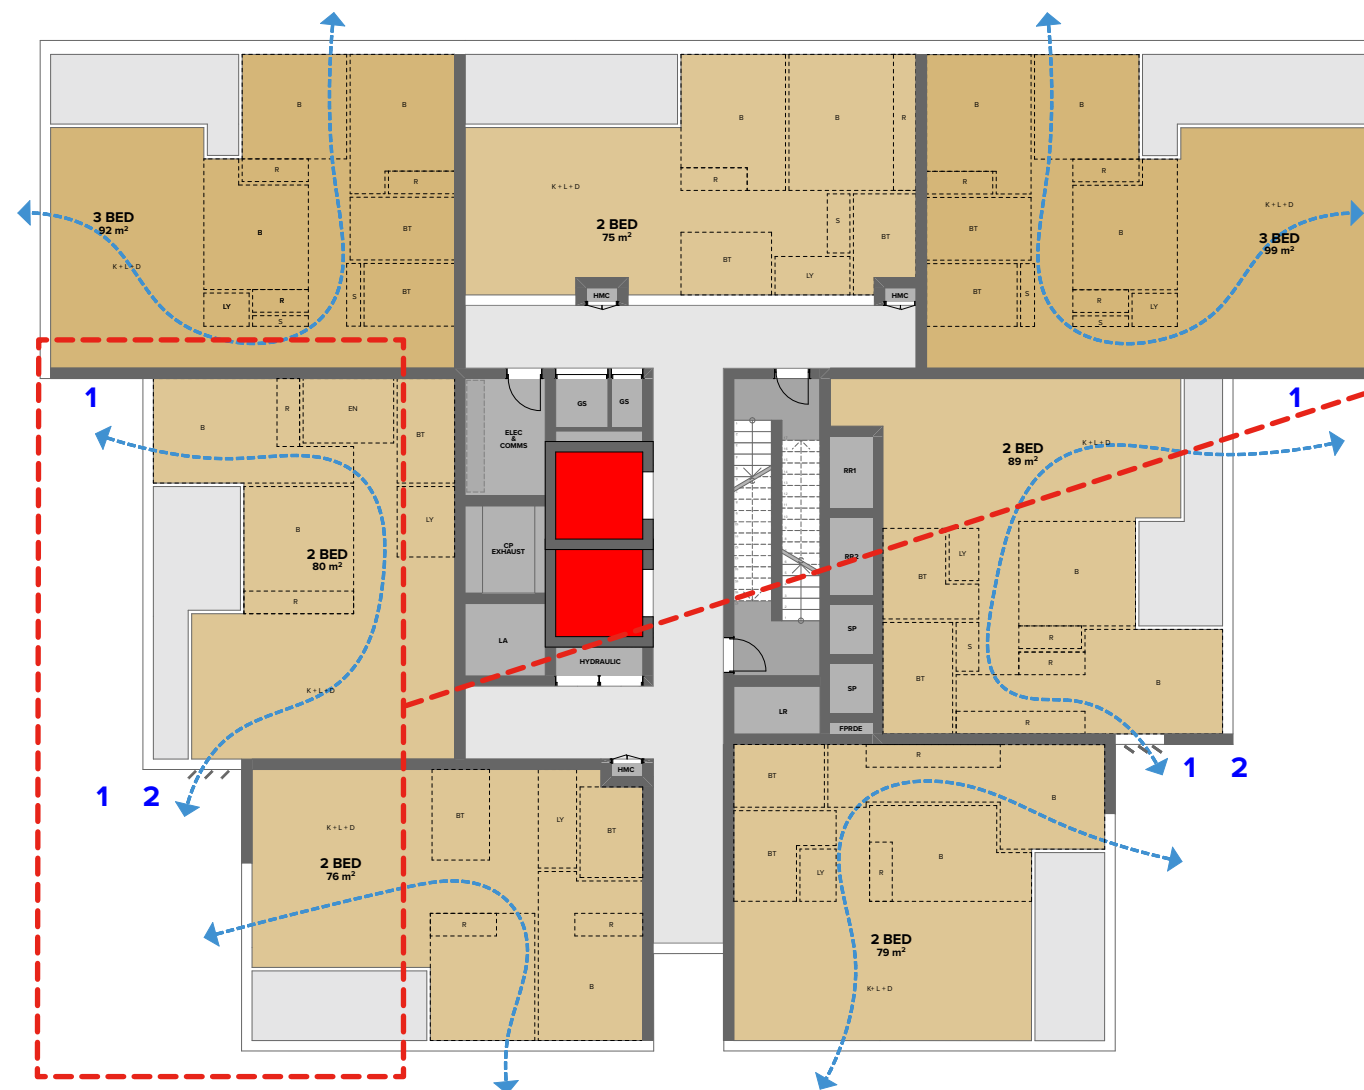 B
B
R
R
3 BED
92 m²
B
BT
K + L + D
LY
R
S
S
BT
K + L + D
2 BED
75 m²
B
B
R
R
S
BT
BT
LY
HMC
HMC
B
B
R
R
K + L + D
3 BED
99 m²
BT
B
BT
S
R
S
LY
1
B
R
EN
BT
B
LY
2 BED
80 m²
R
K + L + D
1 2
ELEC
&
COMMS
GS
GS
CP
EXHAUST
LA
HYDRAULIC
HMC
RR1
RR2
SP
SP
FPRDE
LR
1
K + L + D
2 BED
89 m²
LY
BT
B
R
S
R
BT
B
R
1 2
K + L + D
BT
LY
BT
2 BED
76 m²
R
R
B
BT
R
B
BT
LY
R
B
2 BED
79 m²
K + L + D